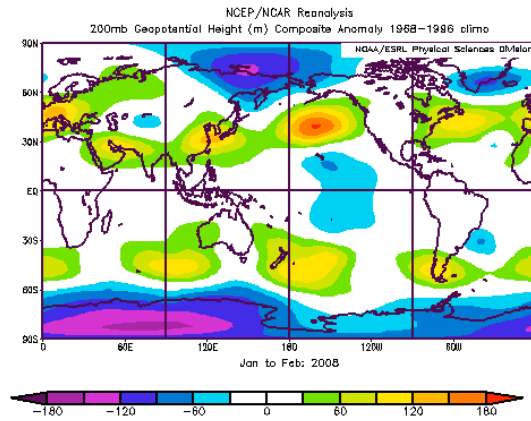 NCEP/NCAR Reanalysis
200mb Geopotential Height (m) Composite Anomaly 1968-1996 climo
NOAA/ESRL Physical Sciences Division
90N
60N
30N
EQ
30S
60S
90S
0 60E 120E 180 120W 60W
Jan to Feb: 2008
-180 -120 -60 0 60 120 180